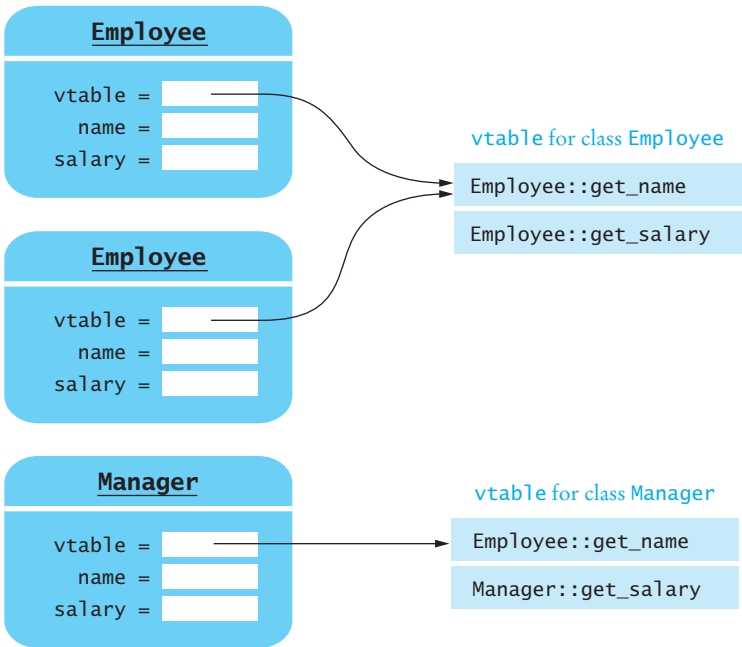 Employee
vtable =
name =
salary =
vtable for class Employee
Employee::get_name
Employee::get_salary
Employee
vtable =
name =
salary =
Manager
vtable =
name =
salary =
vtable for class Manager
Employee::get_name
Manager::get_salary